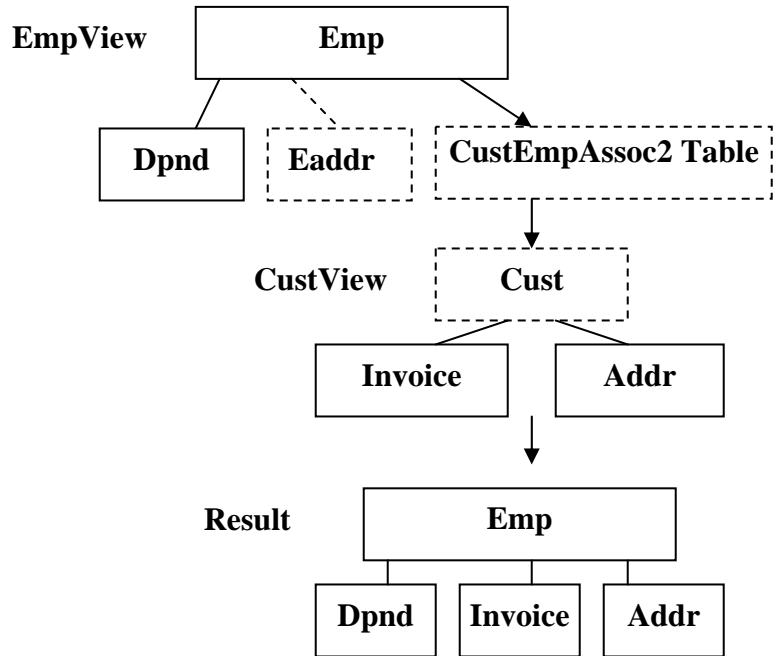 EmpView
Emp
Dpnd
Eaddr
CustEmpAssoc2 Table
CustView
Cust
Invoice
Addr
Result
Emp
Dpnd
Invoice
Addr